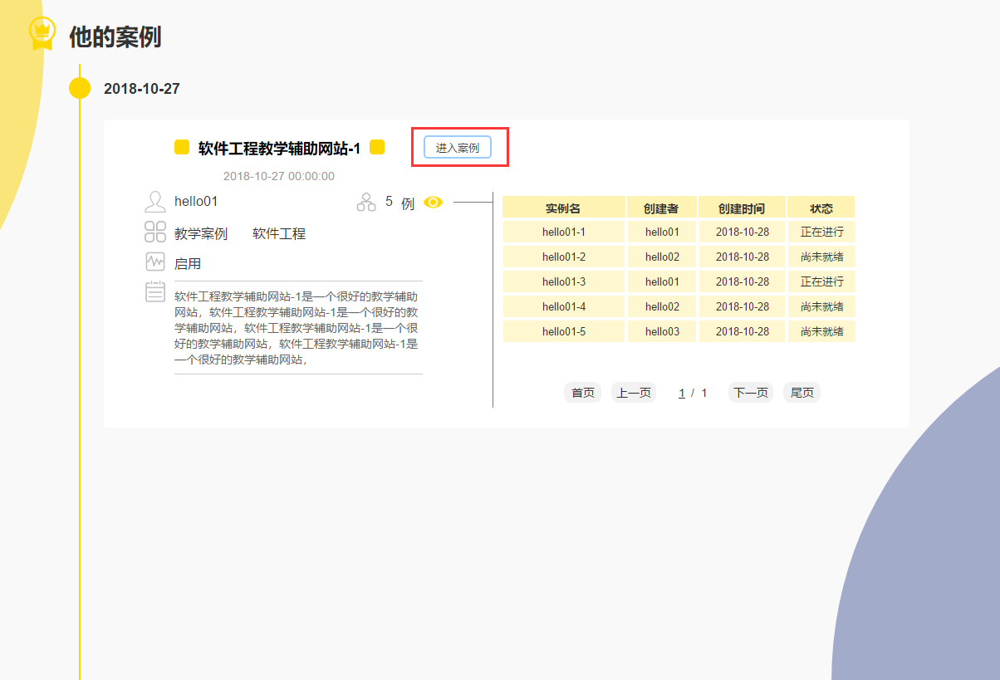 他的案例
2018-10-27
软件工程教学辅助网站-1
进入案例
2018-10-27 00:00:00
hello01
5 例
教学案例 软件工程
启用
软件工程教学辅助网站-1是一个很好的教学辅助
网站，软件工程教学辅助网站-1是一个很好的教
学辅助网站，软件工程教学辅助网站-1是一个很
好的教学辅助网站，软件工程教学辅助网站-1是
一个很好的教学辅助网站，
实例名 创建者 创建时间 状态
hello01-1 hello01 2018-10-28 正在进行
hello01-2 hello02 2018-10-28 尚未就绪
hello01-3 hello01 2018-10-28 正在进行
hello01-4 hello02 2018-10-28 尚未就绪
hello01-5 hello03 2018-10-28 尚未就绪
首页 上一页 1 / 1 下一页 尾页